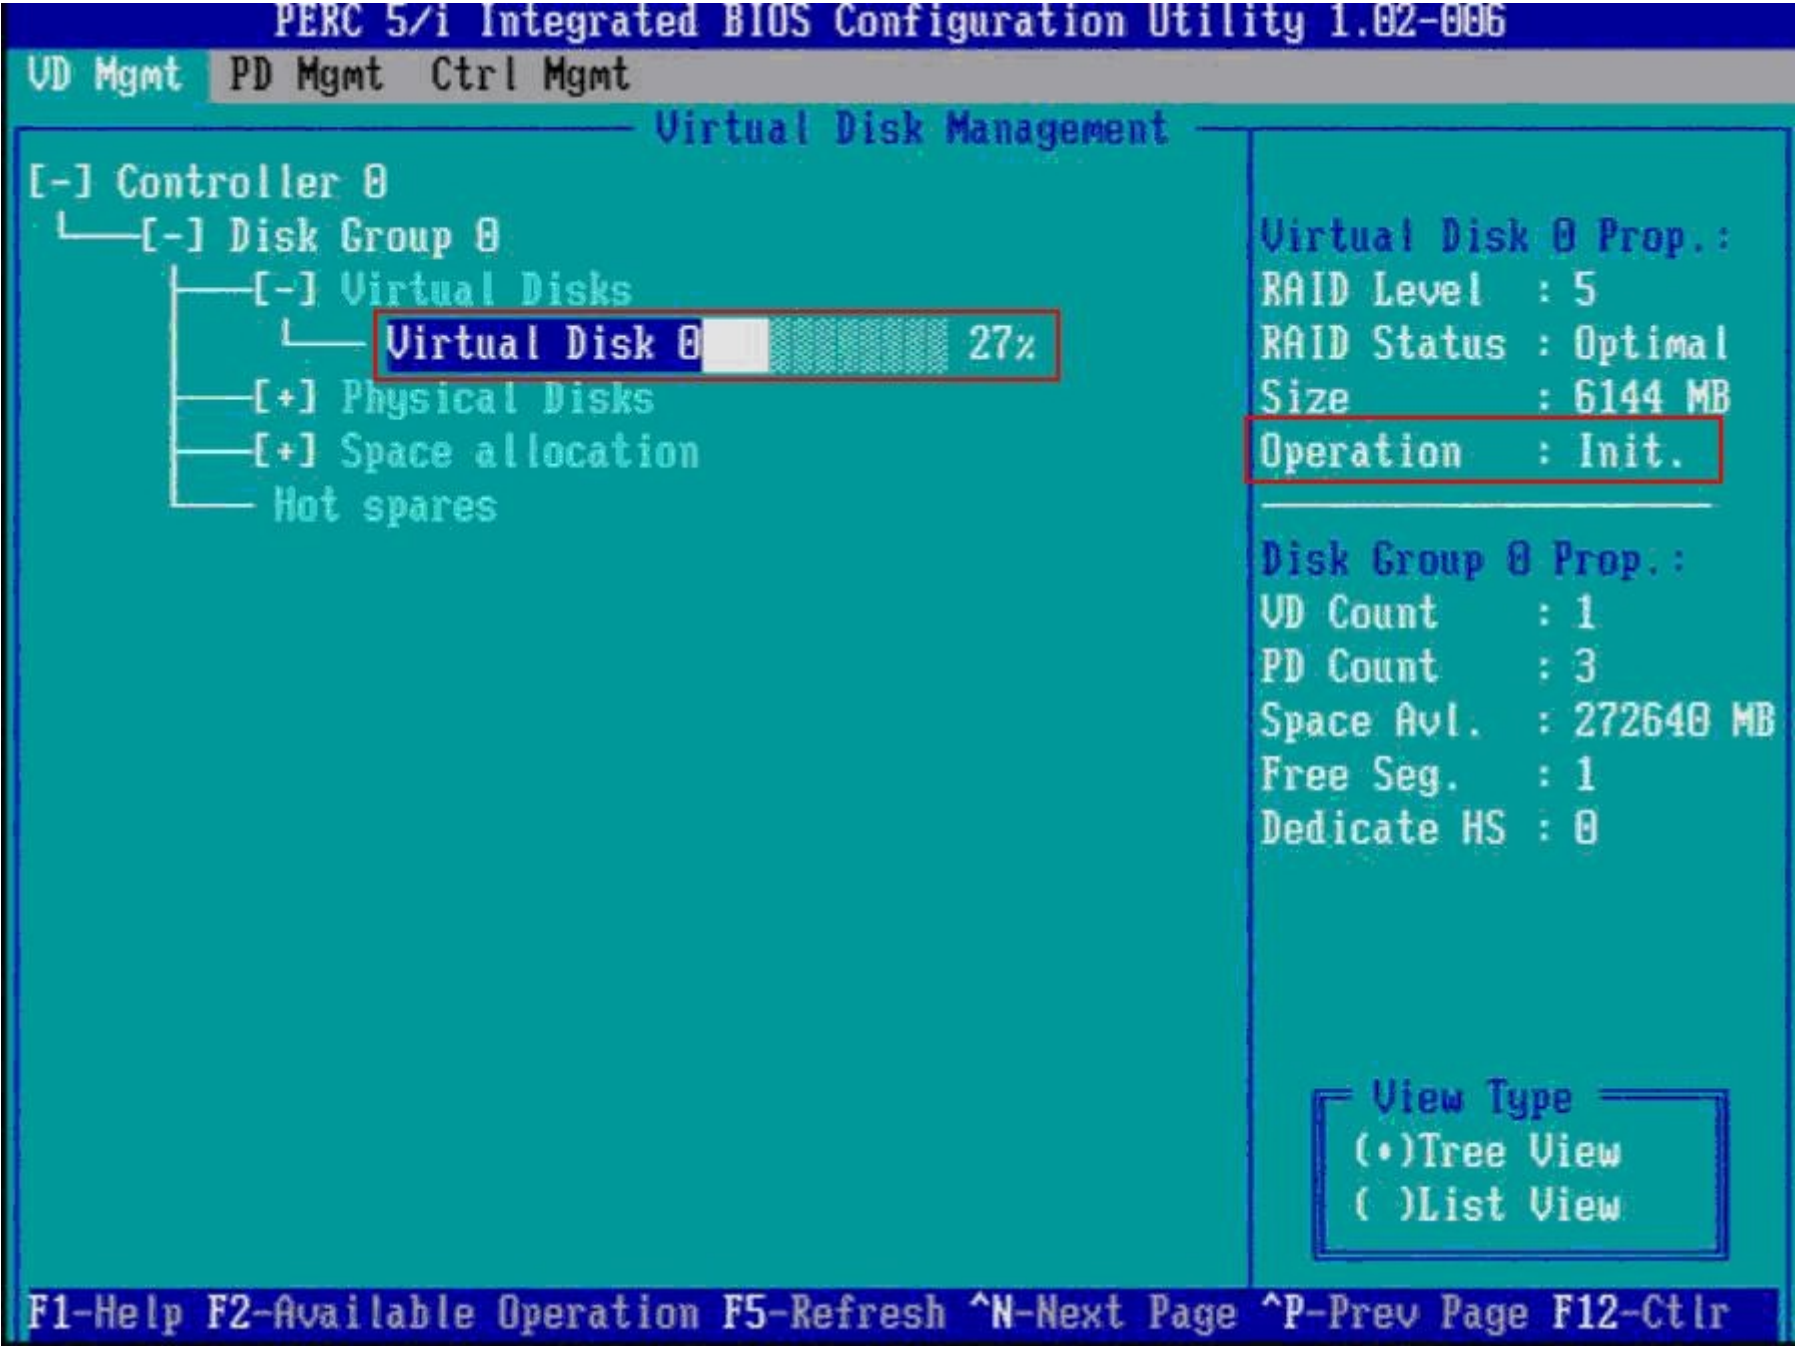 PERC 5/i Integrated BIOS Configuration Utility 1.02-006
VD Mgmt PD Mgmt Ctrl Mgmt
Virtual Disk Management
[-] Controller 0
[-] Disk Group 0
[-] Virtual Disks
Virtual Disk 0 27%
[+] Physical Disks
[+] Space allocation
Hot spares
Virtual Disk 0 Prop.:
RAID Level : 5
RAID Status : Optimal
Size : 6144 MB
Operation : Init.
Disk Group 0 Prop.:
VD Count : 1
PD Count : 3
Space Avl. : 272640 MB
Free Seg. : 1
Dedicate HS : 0
View Type
(•)Tree View
( )List View
F1-Help F2-Available Operation F5-Refresh ^N-Next Page ^P-Prev Page F12-Ctlr